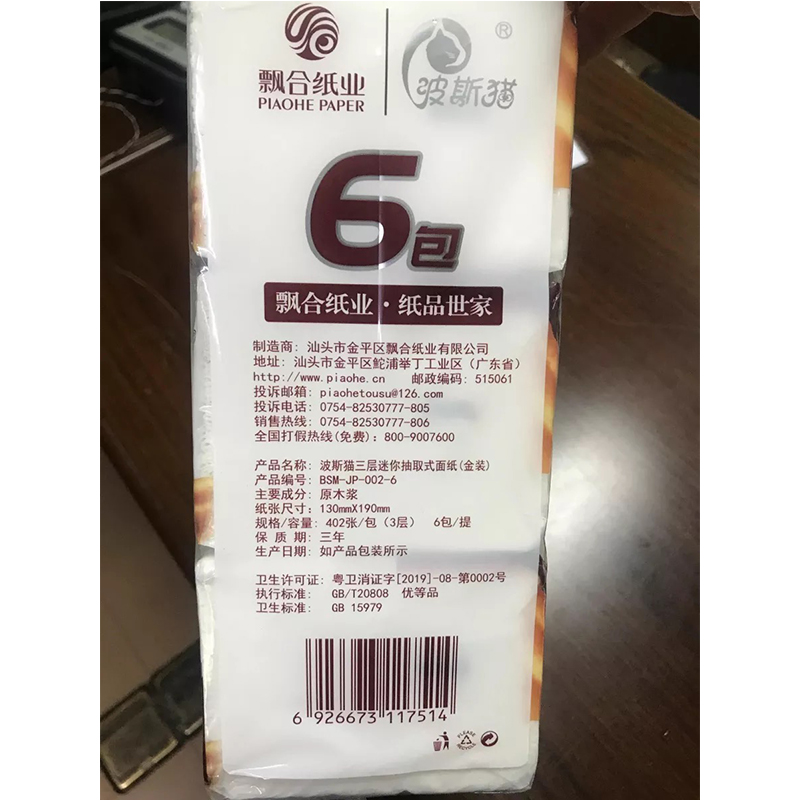 飘合纸业
PIAOHE PAPER
波斯猫
®
6包
飘合纸业·纸品世家
制造商: 汕头市金平区飘合纸业有限公司
地址: 汕头市金平区鮀浦举丁工业区（广东省）
http://www.piaohe.cn 邮政编码: 515061
投诉邮箱: piaohetousu@126.com
投诉电话: 0754-82530777-805
销售热线: 0754-82530777-806
全国打假热线(免费): 800-9007600
产品名称: 波斯猫三层迷你抽取式面纸(金装)
产品编号: BSM-JP-002-6
主要成分: 原木浆
纸张尺寸: 130mmX190mm
规格/容量: 402张/包（3层） 6包/提
保 质 期: 三年
生产日期: 如产品包装所示
卫生许可证: 粤卫消证字[2019]-08-第0002号
执行标准: GB/T20808 优等品
卫生标准: GB 15979
6 926673 117514
PLEASE RECYCLE